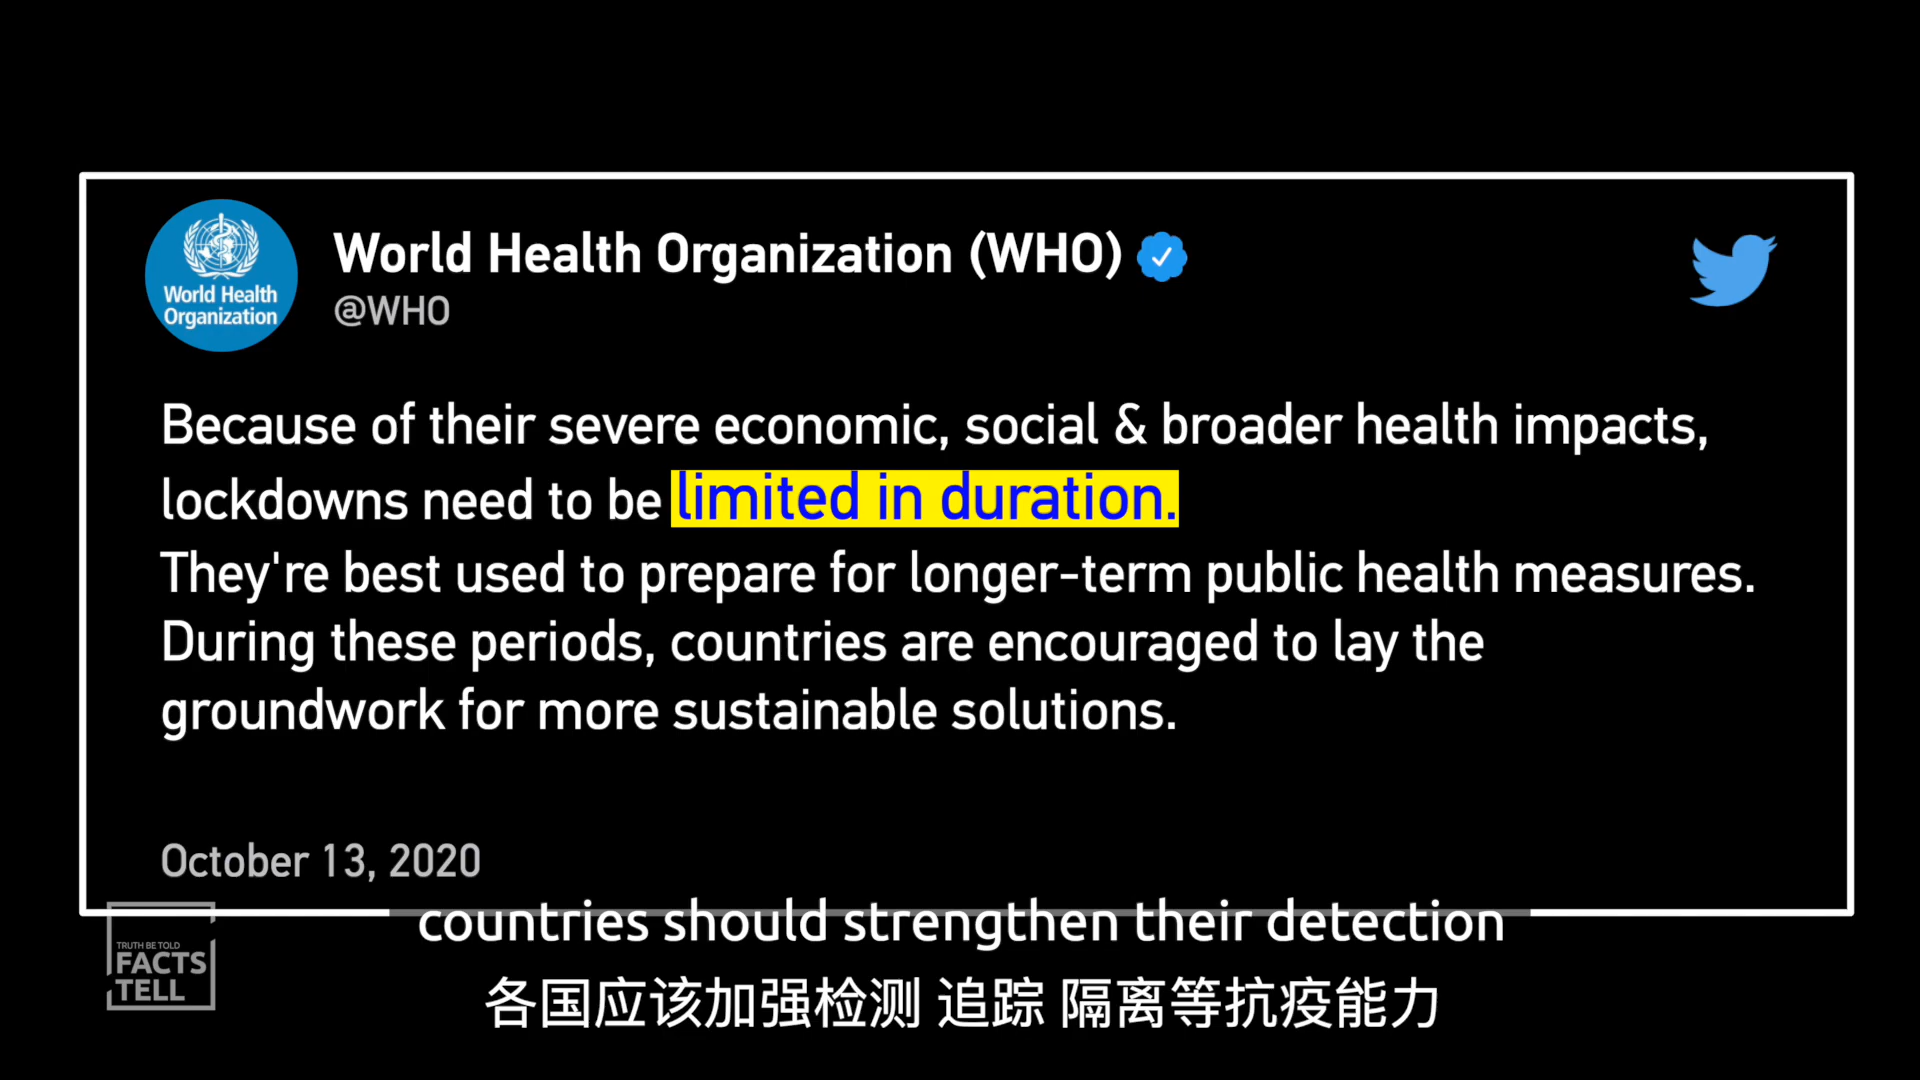 World Health
Organization
World Health Organization (WHO)
@WHO
Because of their severe economic, social & broader health impacts,
lockdowns need to be limited in duration.
They're best used to prepare for longer-term public health measures.
During these periods, countries are encouraged to lay the
groundwork for more sustainable solutions.
October 13, 2020
TRUTH BE TOLD
FACTS
TELL
countries should strengthen their detection
各国应该加强检测 追踪 隔离等抗疫能力